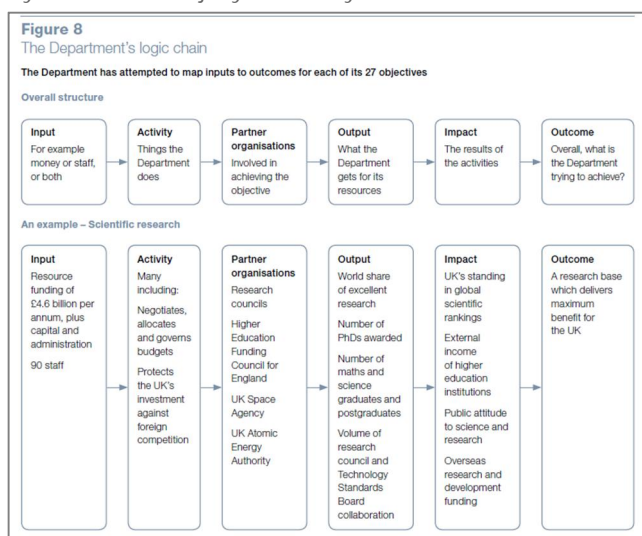 Figure 8
The Department's logic chain
The Department has attempted to map inputs to outcomes for each of its 27 objectives
Overall structure
Input
For example
money or staff,
or both
Activity
Things the
Department
does
Partner
organisations
Involved in
achieving the
objective
Output
What the
Department
gets for its
resources
Impact
The results of
the activities
Outcome
Overall, what is
the Department
trying to achieve?
An example – Scientific research
Input
Resource
funding of
£4.6 billion per
annum, plus
capital and
administration
90 staff
Activity
Many
including:
Negotiates,
allocates
and governs
budgets
Protects
the UK's
investment
against
foreign
competition
Partner
organisations
Research
councils
Higher
Education
Funding
Council for
England
UK Space
Agency
UK Atomic
Energy
Authority
Output
World share
of excellent
research
Number of
PhDs awarded
Number of
maths and
science
graduates and
postgraduates
Volume of
research
council and
Technology
Standards
Board
collaboration
Impact
UK's standing
in global
scientific
rankings
External
income
of higher
education
institutions
Public attitude
to science and
research
Overseas
research and
development
funding
Outcome
A research base
which delivers
maximum
benefit for
the UK